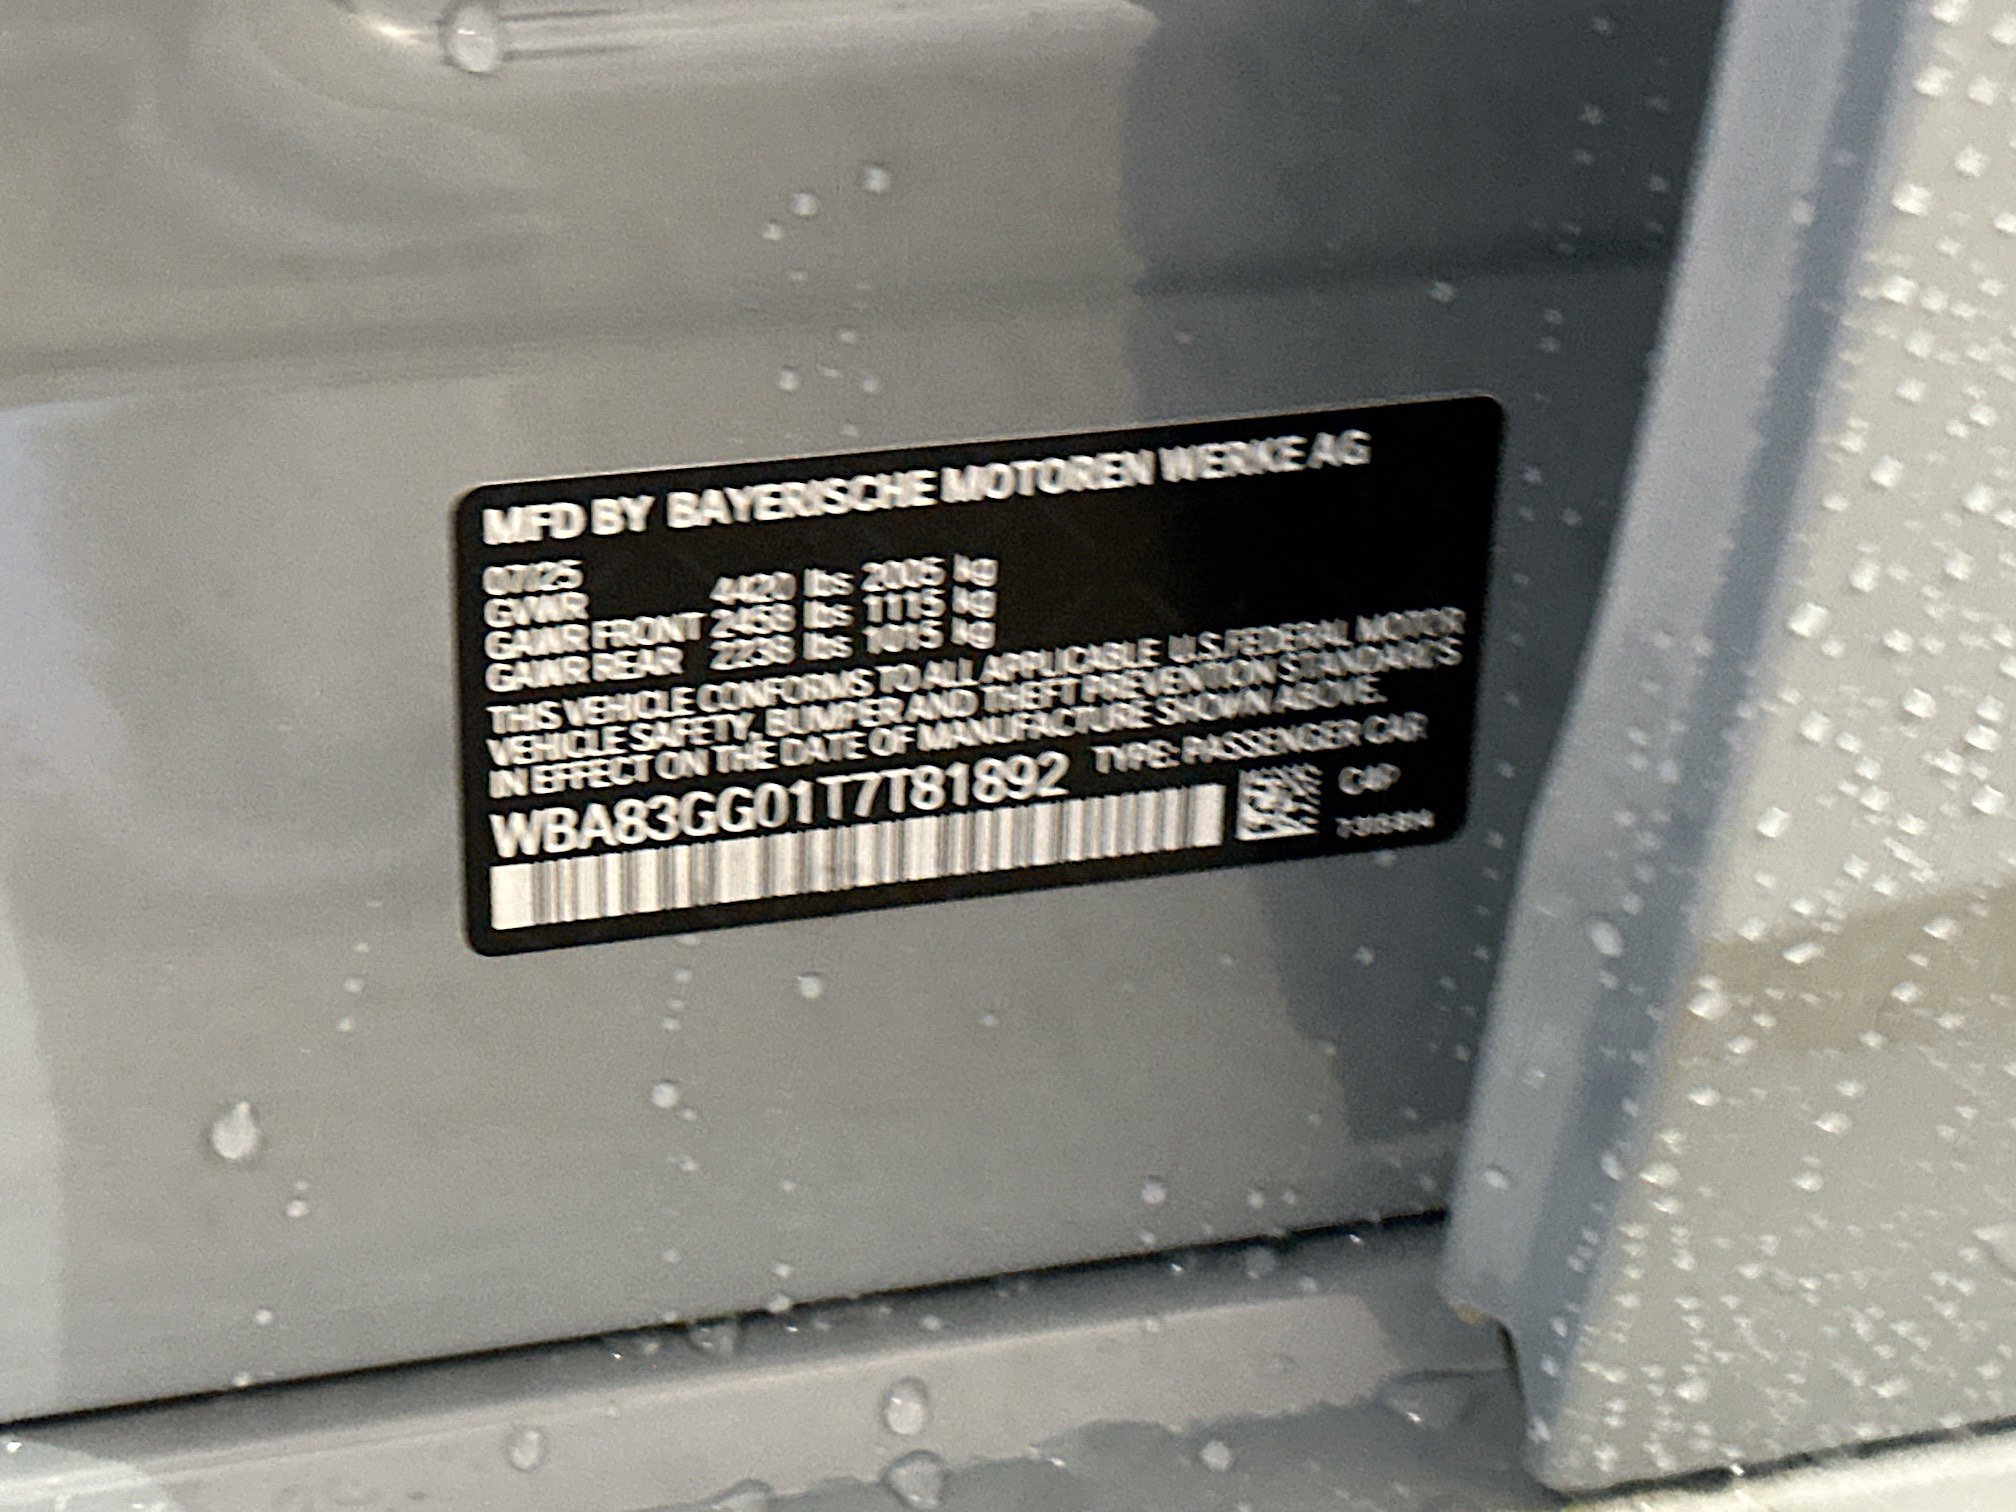 MFD BY BAYERISCHE MOTOREN WERKE AG
07/25
GVWR 4420 lbs 2005 kg
GAWR FRONT 2458 lbs 1115 kg
GAWR REAR 2238 lbs 1015 kg
THIS VEHICLE CONFORMS TO ALL APPLICABLE U.S.FEDERAL MOTOR
VEHICLE SAFETY, BUMPER AND THEFT PREVENTION STANDARDS
IN EFFECT ON THE DATE OF MANUFACTURE SHOWN ABOVE.
WBA83GG01T7T81892 TYPE: PASSENGER CAR